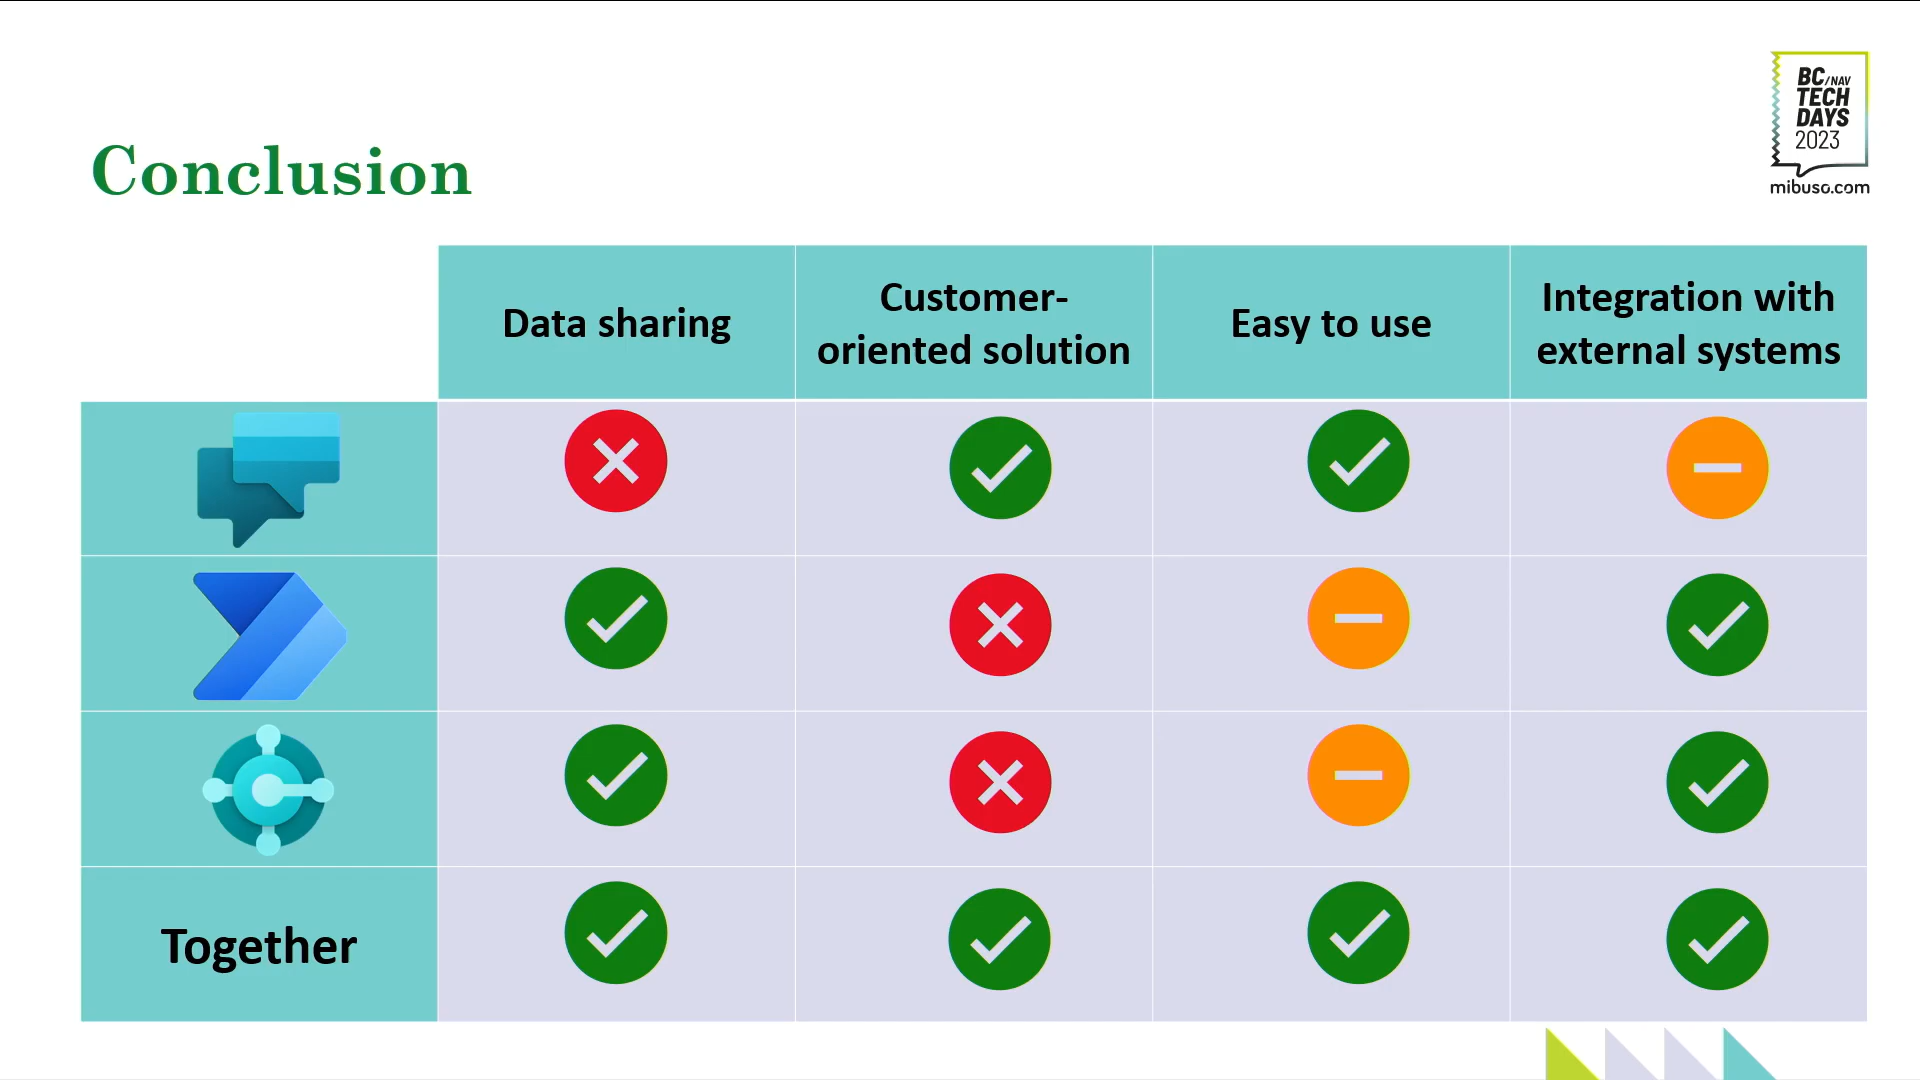 BC/NAV
TECH
DAYS
2023
mibuso.com
Conclusion
Data sharing
Customer-
oriented solution
Easy to use
Integration with
external systems
Together